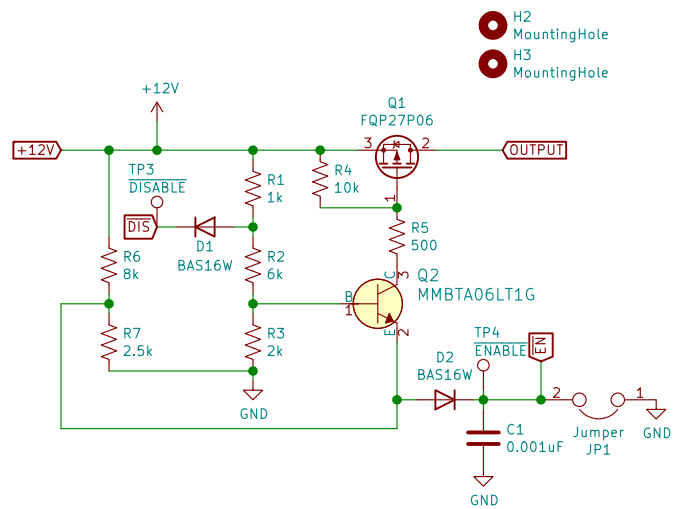 H2
MountingHole
H3
MountingHole
+12V
Q1
FQP27P06
+12V
3
2
OUTPUT
TP3
DISABLE
R1
1k
R4
10k
1
DIS
D1
BAS16W
R5
500
R6
8k
R2
6k
C
3
Q2
MMBTA06LT1G
B
1
R7
2.5k
R3
2k
E
2
TP4
ENABLE
EN
D2
BAS16W
GND
2
1
C1
0.001uF
Jumper
JP1
GND
GND